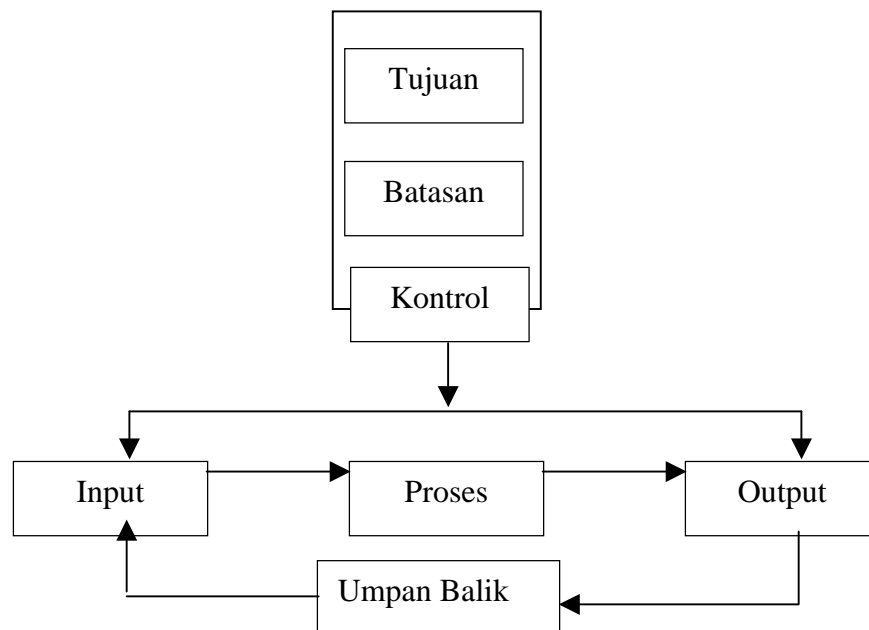 Tujuan
Batasan
Kontrol
Input
Proses
Output
Umpan Balik